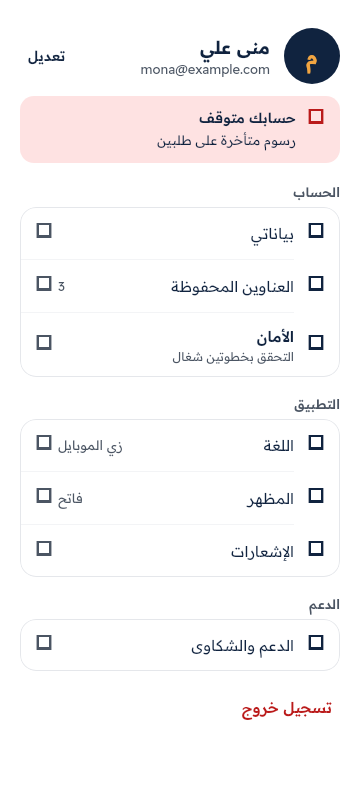 م
منى علي
mona@example.com
تعديل
حسابك متوقف
رسوم متأخرة على طلبين
الحساب
بياناتي
العناوين المحفوظة
3
الأمان
التحقق بخطوتين شغال
التطبيق
اللغة
زي الموبايل
المظهر
فاتح
الإشعارات
الدعم
الدعم والشكاوى
تسجيل خروج